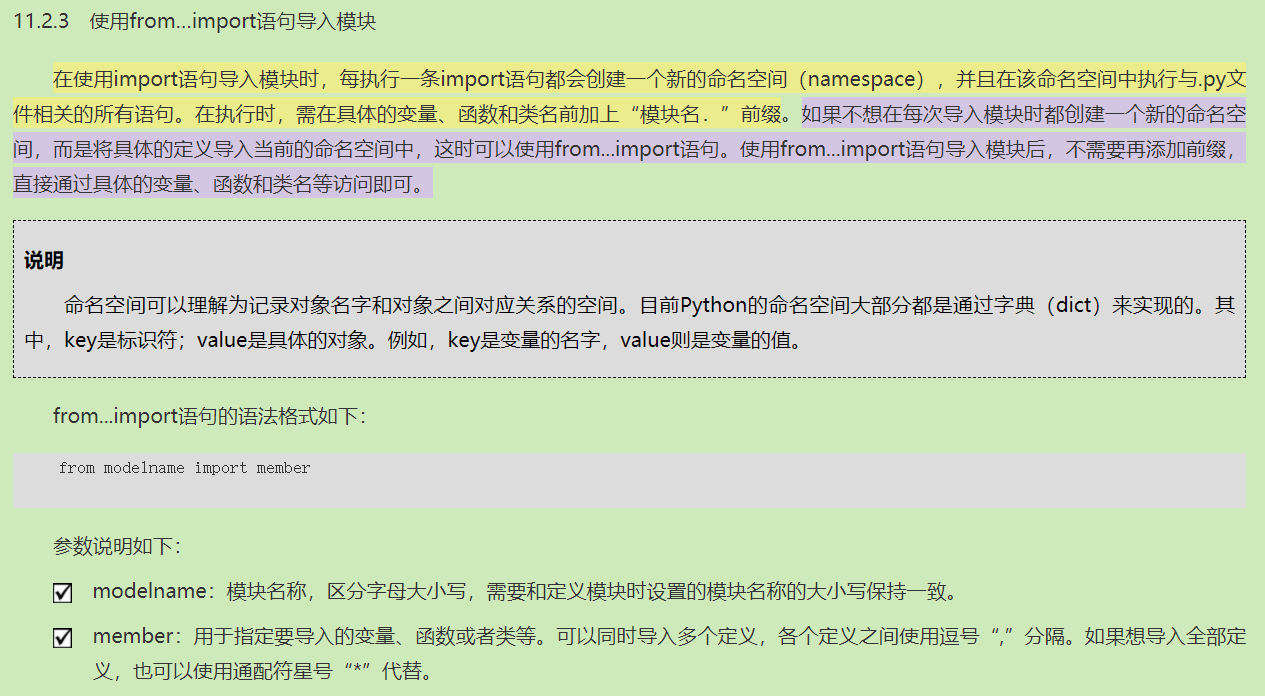 11.2.3 使用from...import语句导入模块
在使用import语句导入模块时，每执行一条import语句都会创建一个新的命名空间（namespace），并且在该命名空间中执行与.py文
件相关的所有语句。在执行时，需在具体的变量、函数和类名前加上“模块名．”前缀。如果不想在每次导入模块时都创建一个新的命名空
间，而是将具体的定义导入当前的命名空间中，这时可以使用from...import语句。使用from...import语句导入模块后，不需要再添加前缀，
直接通过具体的变量、函数和类名等访问即可。
说明
命名空间可以理解为记录对象名字和对象之间对应关系的空间。目前Python的命名空间大部分都是通过字典（dict）来实现的。其
中，key是标识符；value是具体的对象。例如，key是变量的名字，value则是变量的值。
from...import语句的语法格式如下：
from modelname import member
参数说明如下：
modelname：模块名称，区分字母大小写，需要和定义模块时设置的模块名称的大小写保持一致。
member：用于指定要导入的变量、函数或者类等。可以同时导入多个定义，各个定义之间使用逗号“,”分隔。如果想导入全部定
义，也可以使用通配符星号“*”代替。